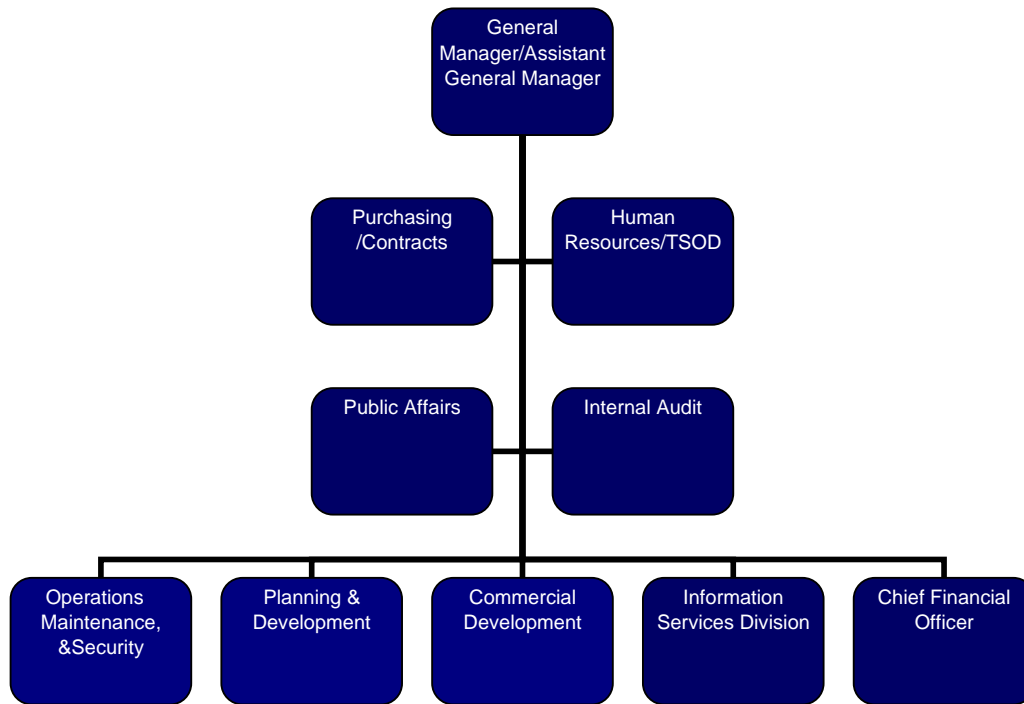 General
Manager/Assistant
General Manager
Purchasing
/Contracts
Human
Resources/TSOD
Public Affairs
Internal Audit
Operations
Maintenance,
&Security
Planning &
Development
Commercial
Development
Information
Services Division
Chief Financial
Officer